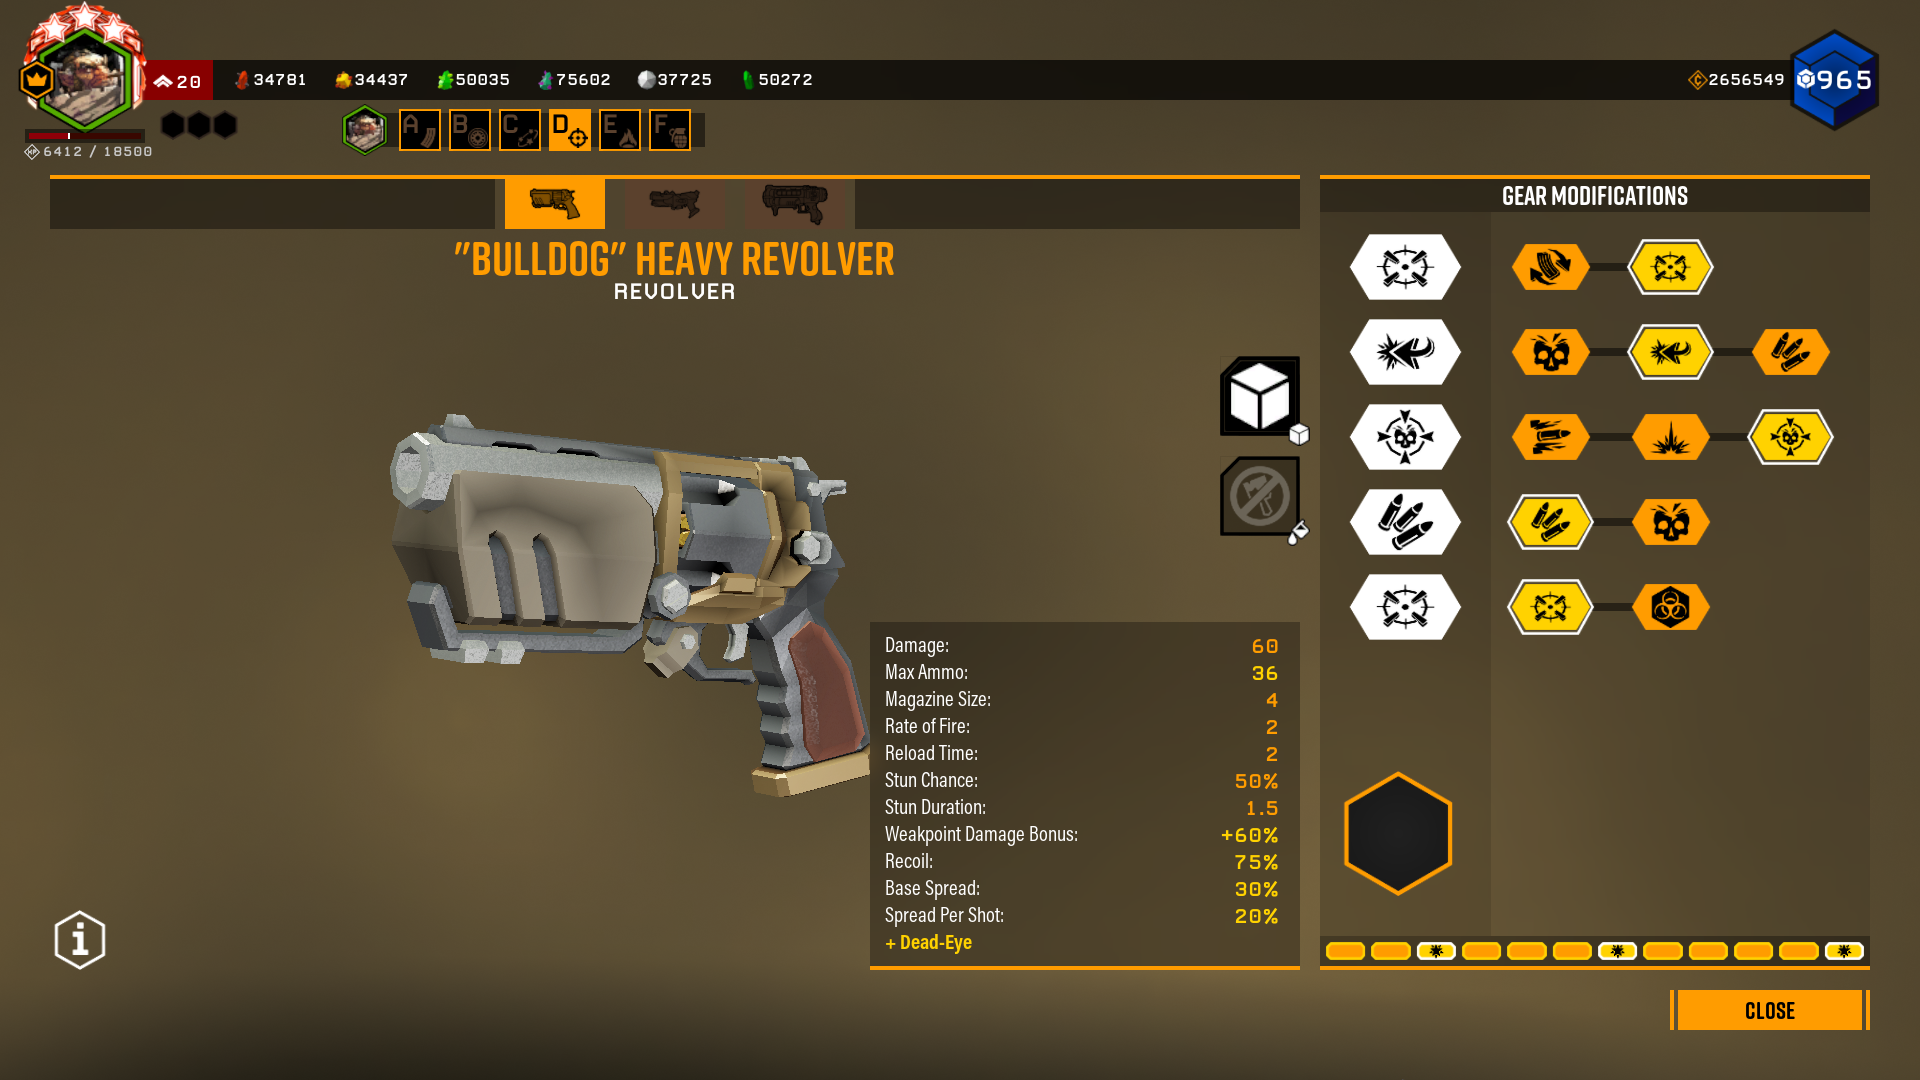 20 34781 34437 50035 75602 37725 50272 2656549 965
6412 / 18500
A B C D E F
GEAR MODIFICATIONS
"BULLDOG" HEAVY REVOLVER
REVOLVER
Damage: 60
Max Ammo: 36
Magazine Size: 4
Rate of Fire: 2
Reload Time: 2
Stun Chance: 50%
Stun Duration: 1.5
Weakpoint Damage Bonus: +60%
Recoil: 75%
Base Spread: 30%
Spread Per Shot: 20%
+ Dead-Eye
CLOSE